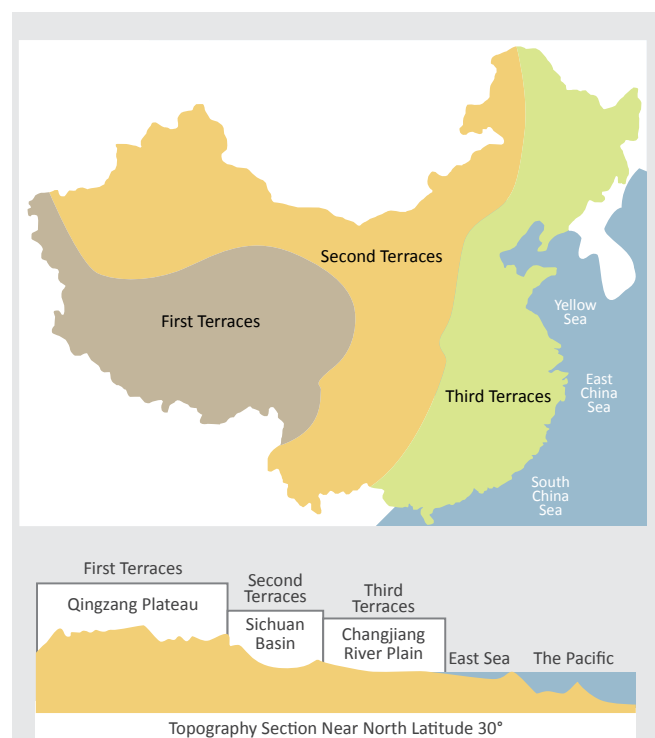 Second Terraces
First Terraces
Yellow
Sea
East
China
Sea
Third Terraces
South
China
Sea
First Terraces
Second
Terraces
Third
Terraces
Qingzang Plateau
Sichuan
Basin
Changjiang
River Plain
East Sea
The Pacific
Topography Section Near North Latitude 30°